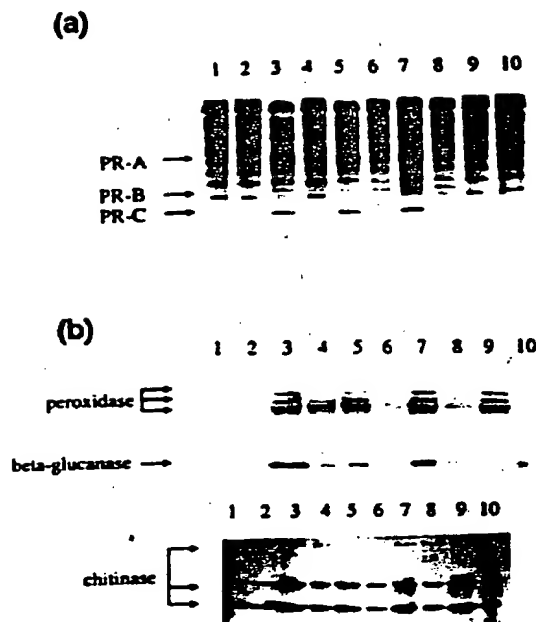 (a)
1 2 3 4 5 6 7 8 9 10
PR-A
PR-B
PR-C
(b)
1 2 3 4 5 6 7 8 9 10
peroxidase
beta-glucanase
1 2 3 4 5 6 7 8 9 10
chitinase